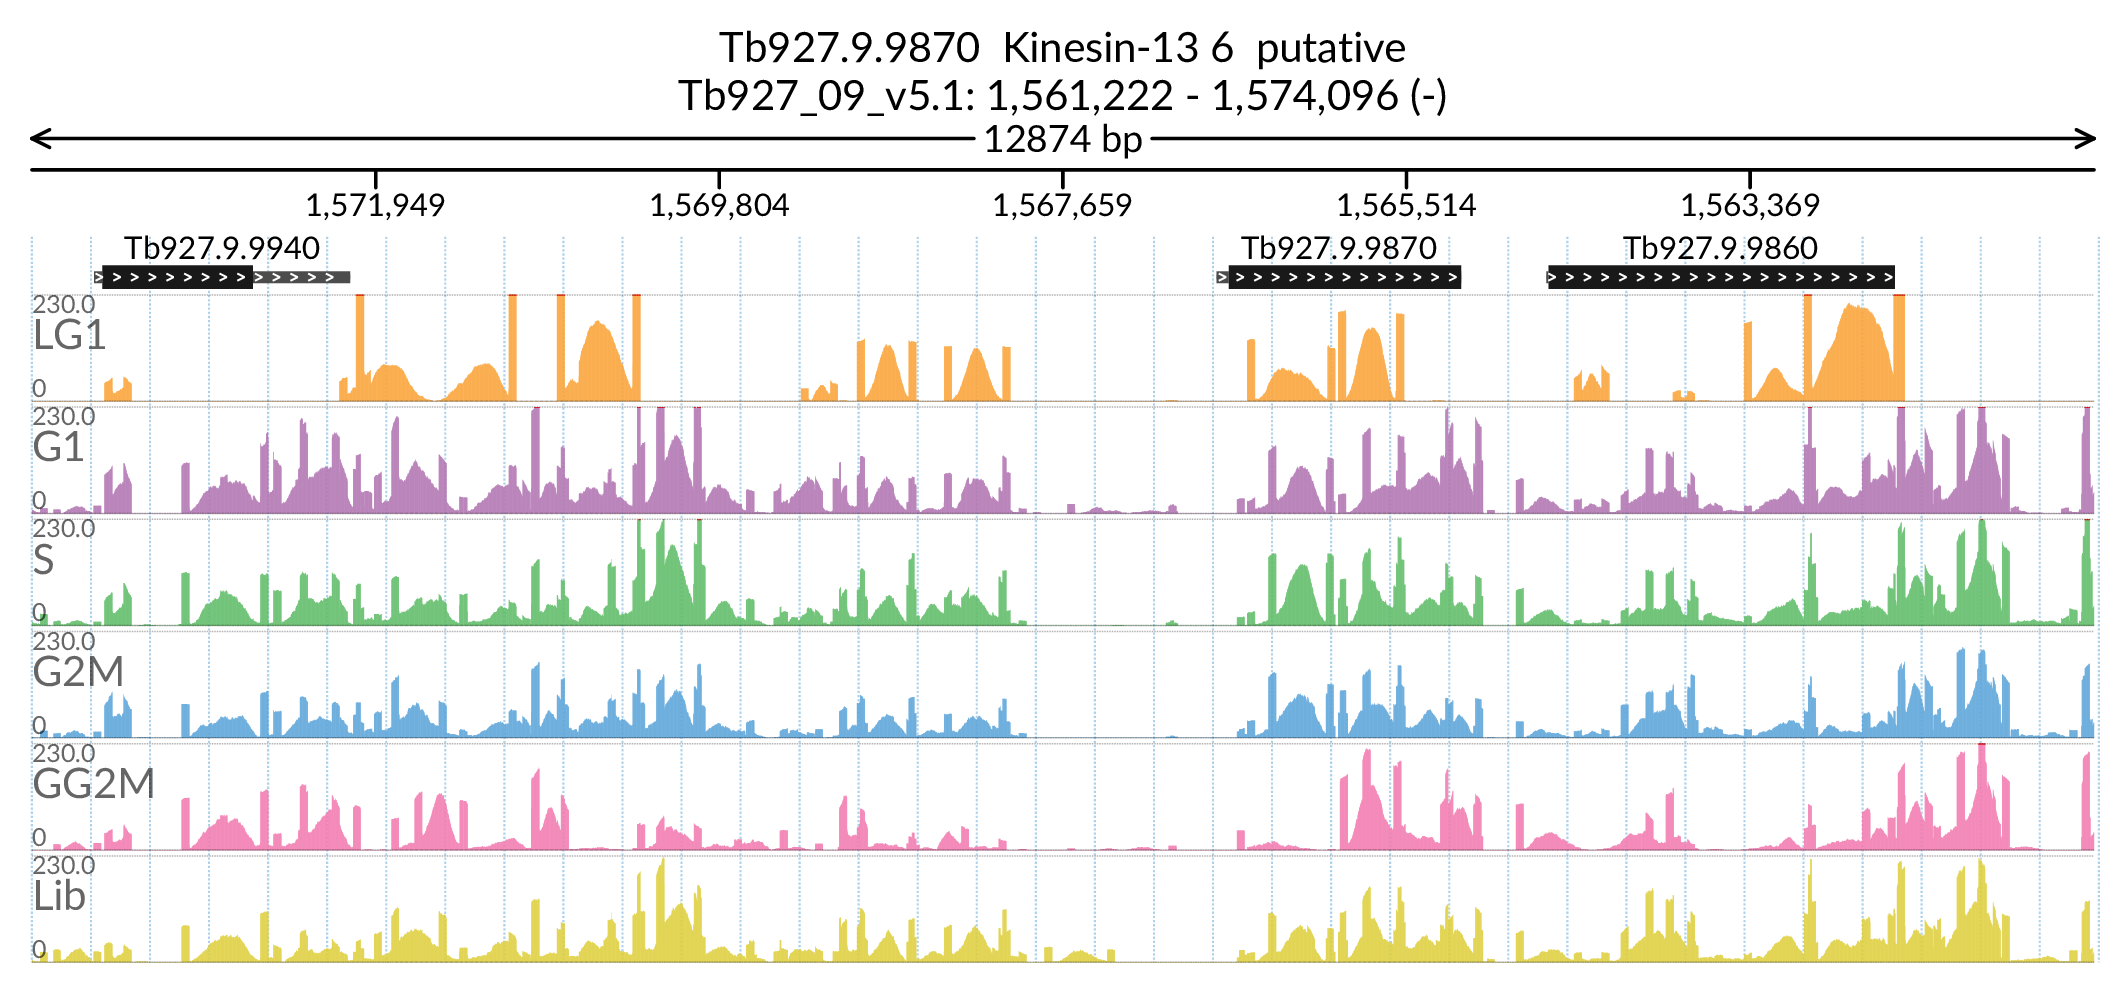 Tb927.9.9870 Kinesin-13 6 putative
Tb927_09_v5.1: 1,561,222 - 1,574,096 (-)
12874 bp
1,571,949 1,569,804 1,567,659 1,565,514 1,563,369
Tb927.9.9940 Tb927.9.9870 Tb927.9.9860
230.0
LG1
0
230.0
G1
0
230.0
S
0
230.0
G2M
0
230.0
GG2M
0
230.0
Lib
0